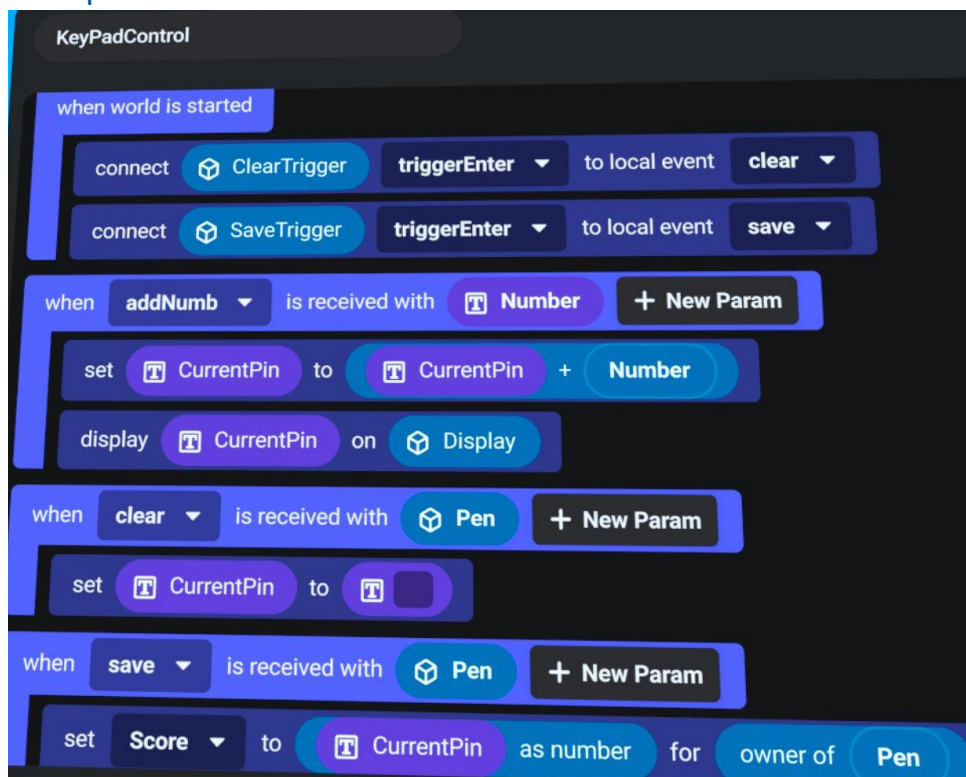 KeyPadControl
when world is started
connect ClearTrigger triggerEnter to local event clear
connect SaveTrigger triggerEnter to local event save
when addNumb is received with T Number + New Param
set T CurrentPin to T CurrentPin + Number
display T CurrentPin on Display
when clear is received with Pen + New Param
set T CurrentPin to T
when save is received with Pen + New Param
set Score to T CurrentPin as number for owner of Pen